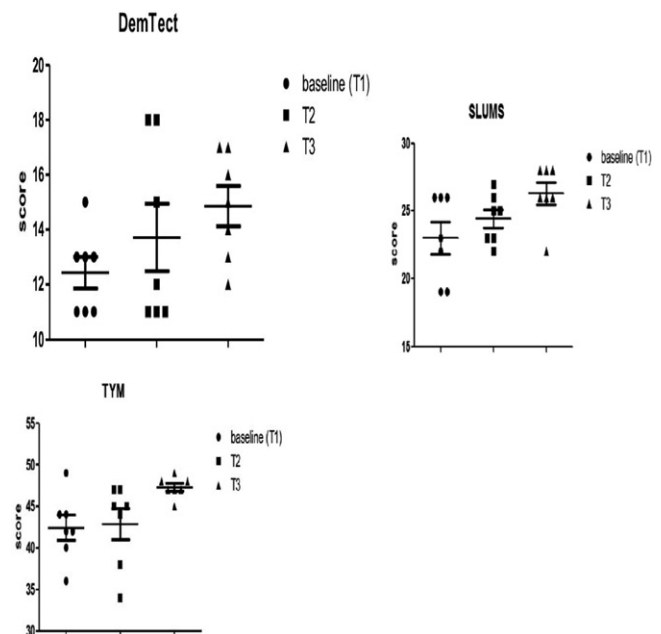 DemTect
20
18
16
14
12
10
score
baseline (T1)
T2
T3
SLUMS
30
25
20
15
score
baseline (T1)
T2
T3
TYM
55
50
45
40
35
30
score
baseline (T1)
T2
T3